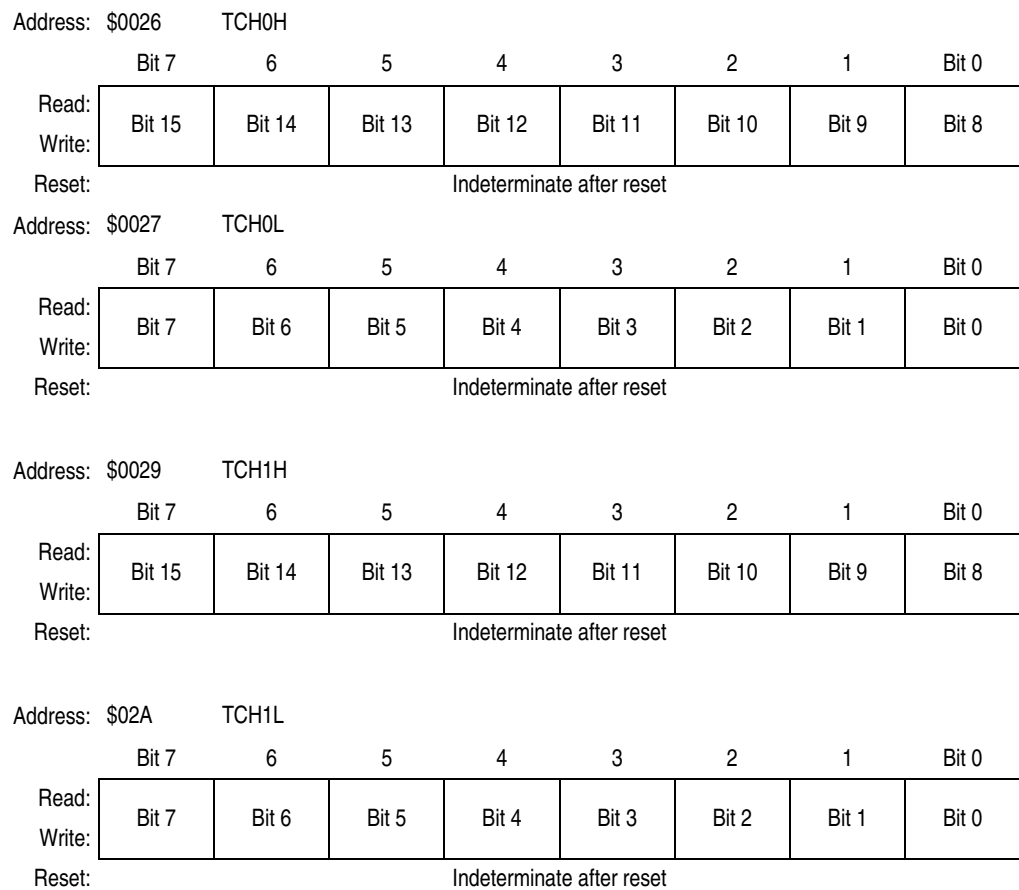 Address: $0026 TCH0H
Bit 7 6 5 4 3 2 1 Bit 0
Read:
Bit 15 Bit 14 Bit 13 Bit 12 Bit 11 Bit 10 Bit 9 Bit 8
Write:
Reset: Indeterminate after reset
Address: $0027 TCH0L
Bit 7 6 5 4 3 2 1 Bit 0
Read:
Bit 7 Bit 6 Bit 5 Bit 4 Bit 3 Bit 2 Bit 1 Bit 0
Write:
Reset: Indeterminate after reset
Address: $0029 TCH1H
Bit 7 6 5 4 3 2 1 Bit 0
Read:
Bit 15 Bit 14 Bit 13 Bit 12 Bit 11 Bit 10 Bit 9 Bit 8
Write:
Reset: Indeterminate after reset
Address: $02A TCH1L
Bit 7 6 5 4 3 2 1 Bit 0
Read:
Bit 7 Bit 6 Bit 5 Bit 4 Bit 3 Bit 2 Bit 1 Bit 0
Write:
Reset: Indeterminate after reset